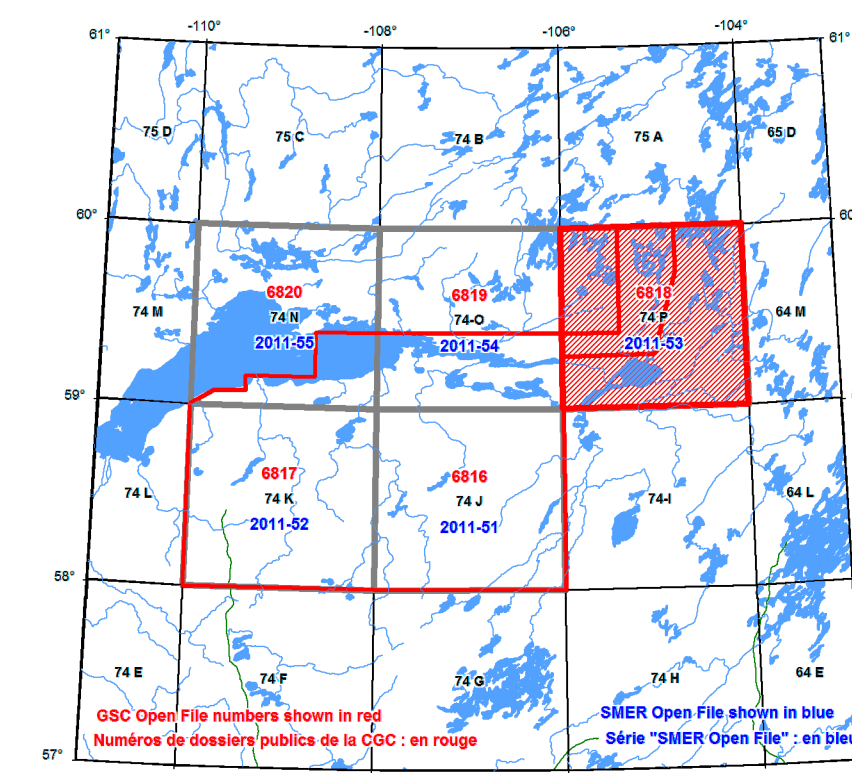 -110° -108° -106° -104°
61° 61°
75 D 75 C 74 B 75 A 65 D
60° 60
6820 6819 6818
74 M 74 N 74-O 74 P 64 M
2011-55 2011-54 2011-53
59° 59
6817 6816
74 L 74 K 74 J 74-I 64 L
2011-52 2011-51
58° 58
74 E 74 F 74 G 74 H 64 E
GSC Open File numbers shown in red
Numéros de dossiers publics de la CGC : en rouge
SMER Open File shown in blue
Série "SMER Open File" : en bleu
57°